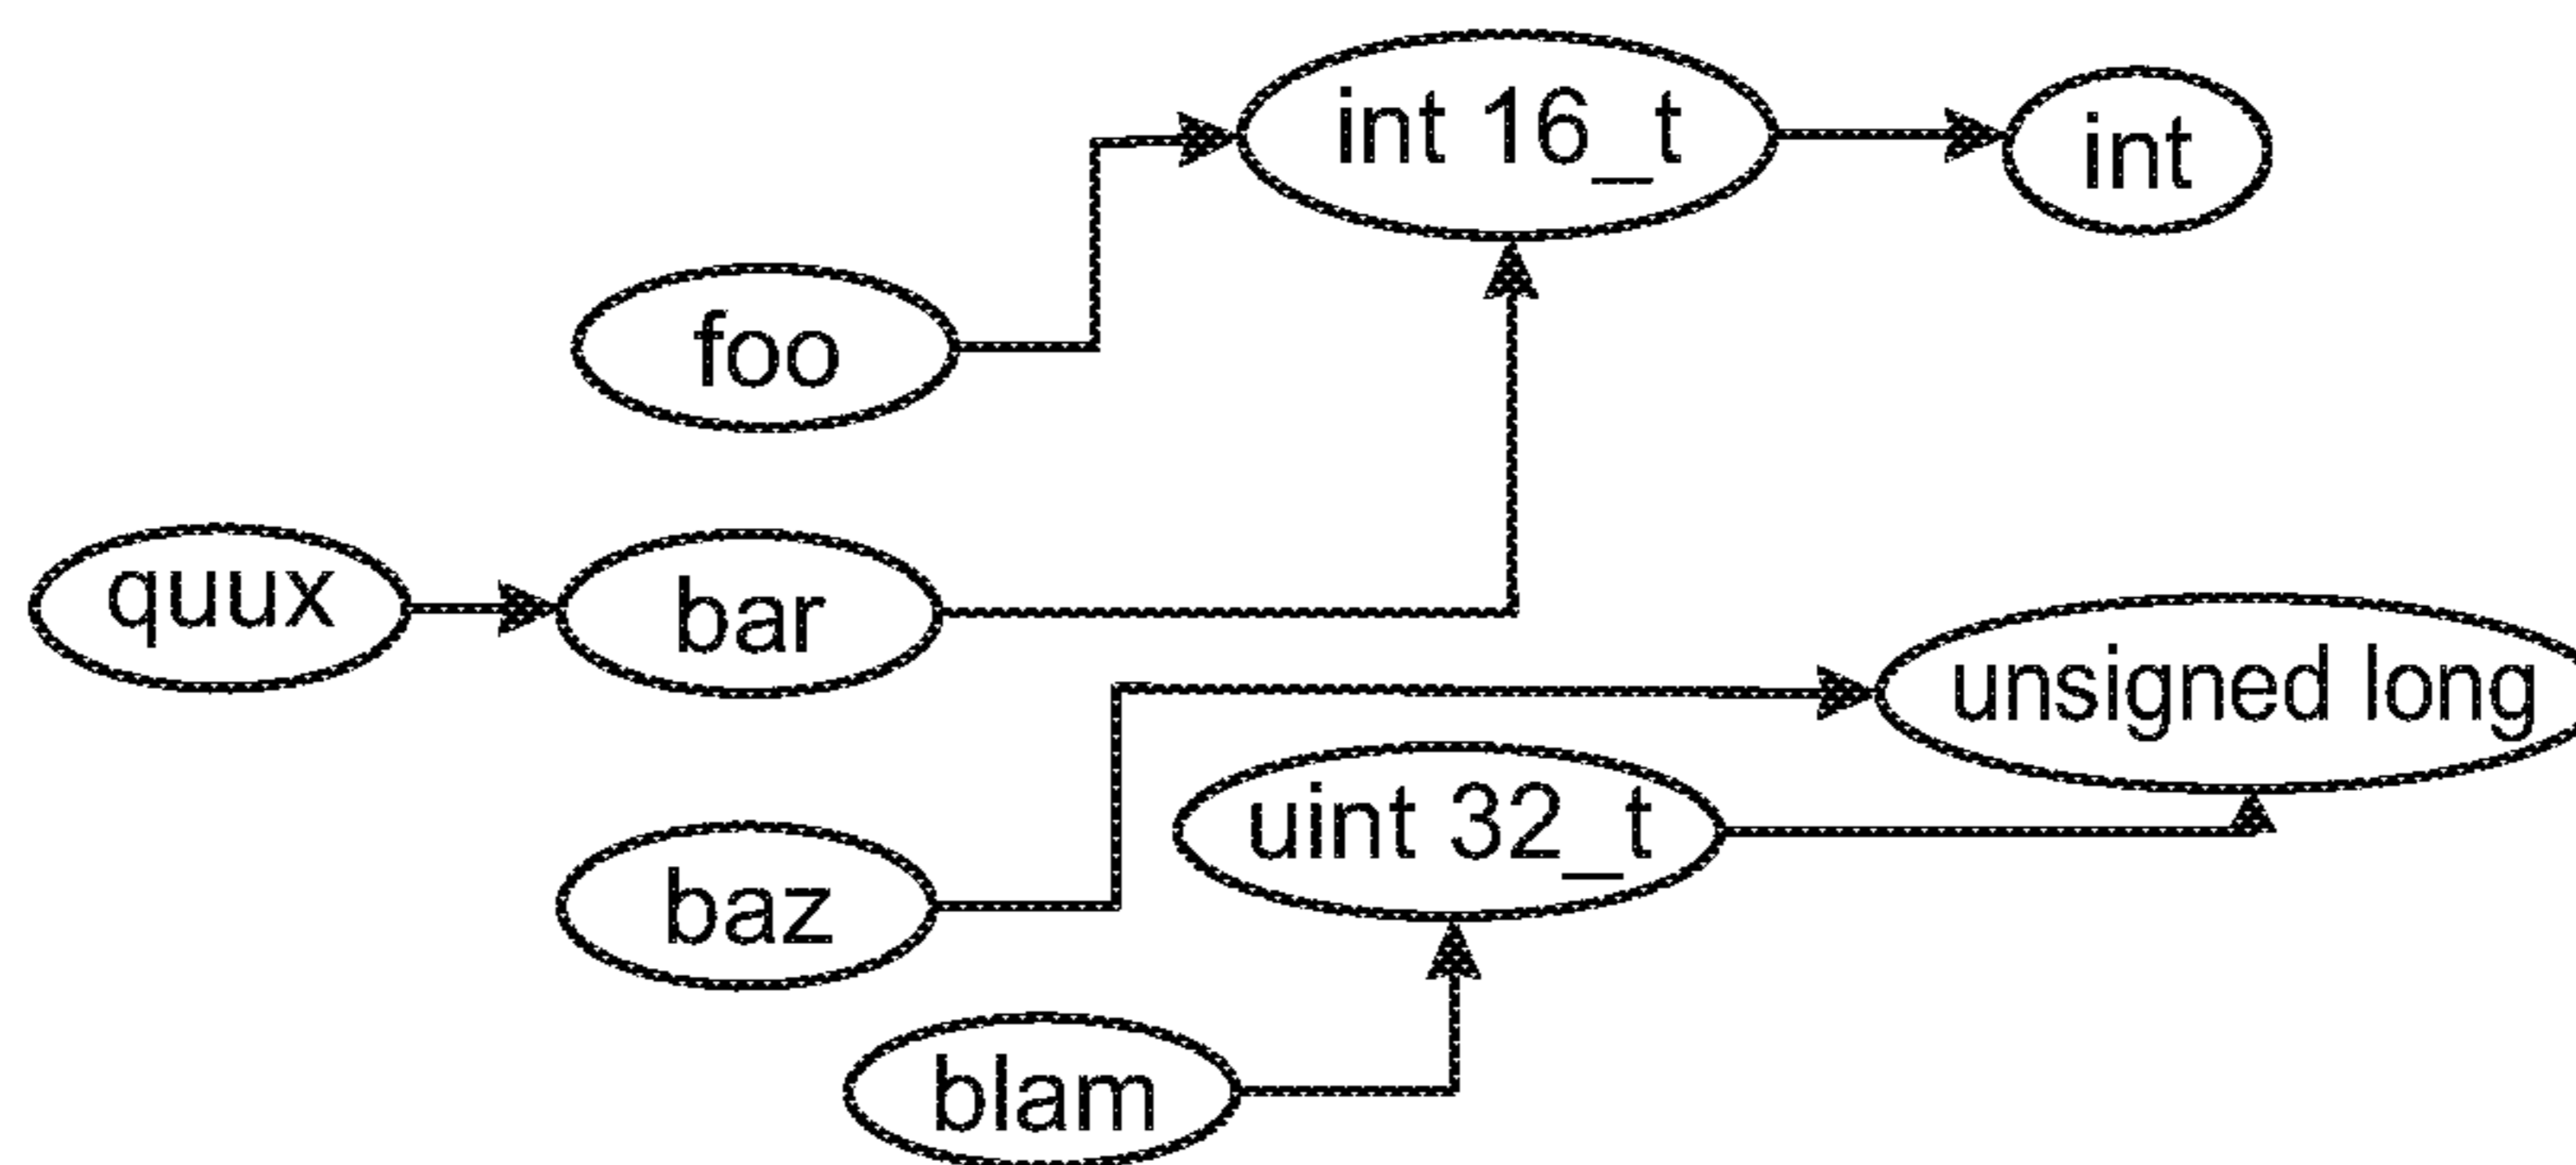 int 16_t
int
foo
quux
bar
unsigned long
uint 32_t
baz
blam